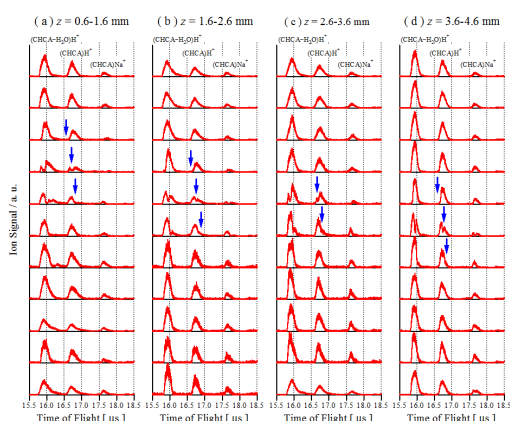 ( a ) z = 0.6-1.6 mm ( b ) z = 1.6-2.6 mm ( c ) z = 2.6-3.6 mm ( d ) z = 3.6-4.6 mm
(CHCA-H₂O)H⁺ (CHCA-H₂O)H⁺ (CHCA-H₂O)H⁺ (CHCA-H₂O)H⁺
(CHCA)H⁺ (CHCA)H⁺ (CHCA)H⁺ (CHCA)H⁺
(CHCA)Na⁺ (CHCA)Na⁺ (CHCA)Na⁺ (CHCA)Na⁺
Ion Signal / a. u.
15.5 16.0 16.5 17.0 17.5 18.0 18.5 15.5 16.0 16.5 17.0 17.5 18.0 18.5 15.5 16.0 16.5 17.0 17.5 18.0 18.5 15.5 16.0 16.5 17.0 17.5 18.0 18.5
Time of Flight [ μs ] Time of Flight [ μs ] Time of Flight [ μs ] Time of Flight [ μs ]